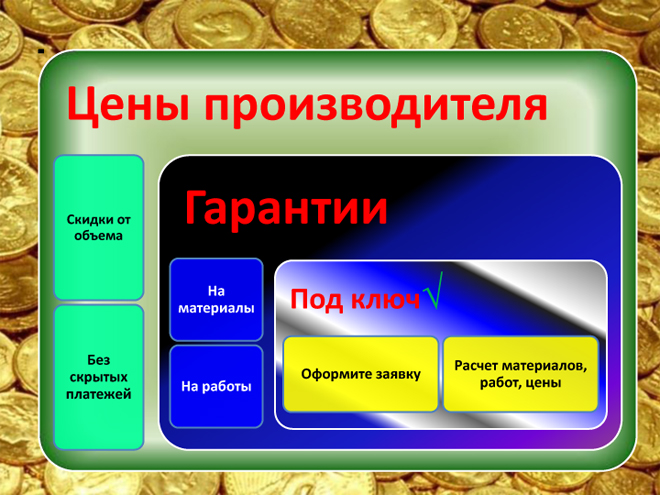 Цены производителя
Скидки от
объема
Без
скрытых
платежей
Гарантии
На
материалы
На работы
Под ключ√
Оформите заявку
Расчет материалов,
работ, цены